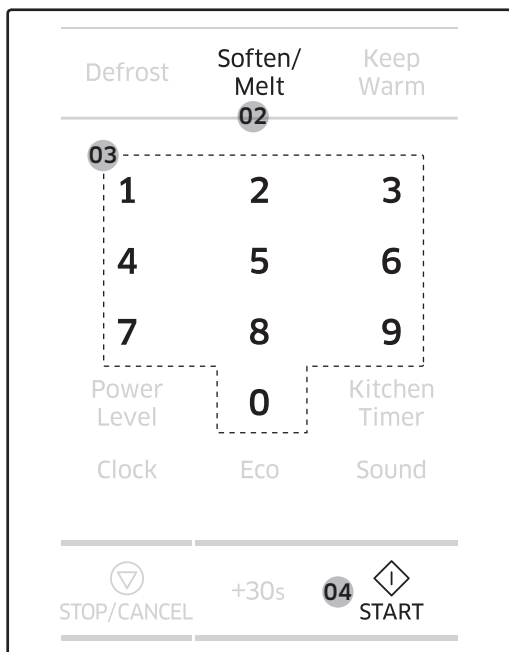 Defrost Soften/ Melt Keep Warm
02
03
1 2 3
4 5 6
7 8 9
Power Level 0 Kitchen Timer
Clock Eco Sound
STOP/CANCEL +30s 04 START